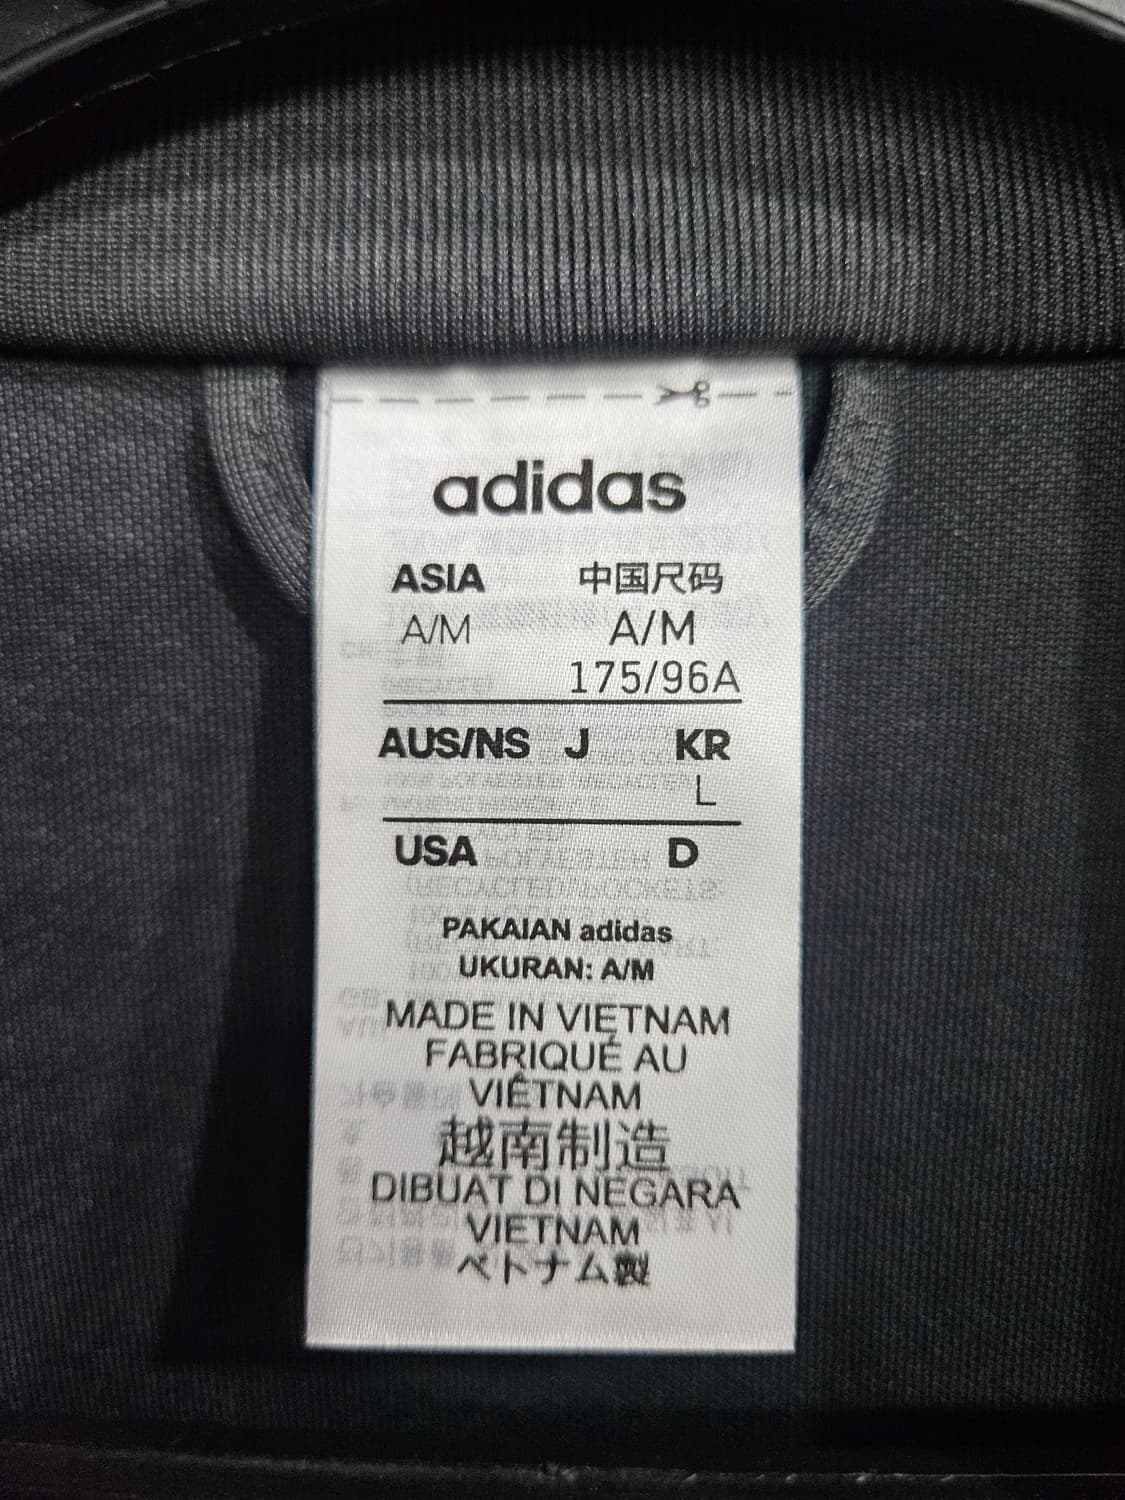 adidas
ASIA 中国尺码
A/M A/M
175/96A
AUS/NS J KR
L
USA D
PAKAIAN adidas
UKURAN: A/M
MADE IN VIETNAM
FABRIQUÉ AU
VIÊTNAM
越南制造
DIBUAT DI NEGARA
VIETNAM
ベトナム製